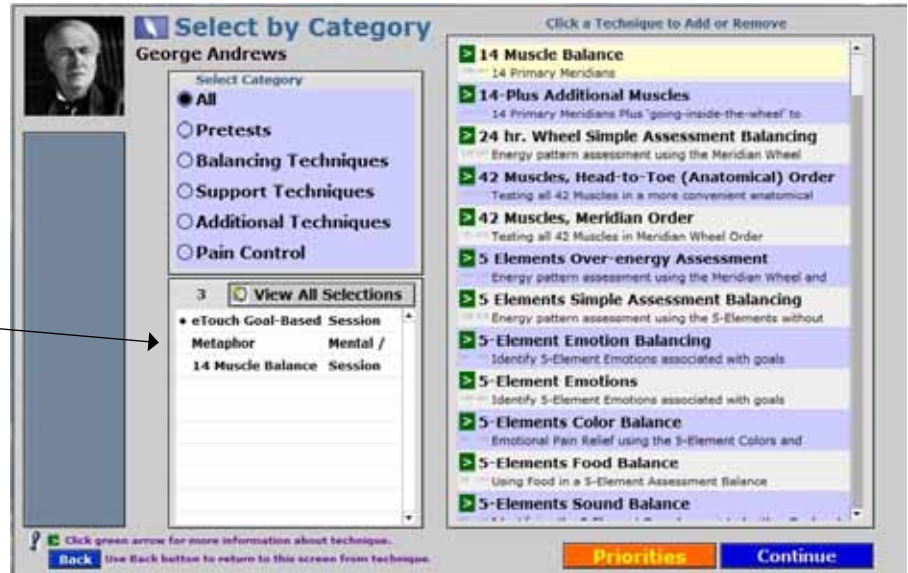 Select by Category
George Andrews
Select Category
All
Pretests
Balancing Techniques
Support Techniques
Additional Techniques
Pain Control
3 View All Selections
• eTouch Goal-Based Session
Metaphor Mental /
14 Muscle Balance Session
Click a Technique to Add or Remove
14 Muscle Balance
14 Primary Meridians
14-Plus Additional Muscles
14 Primary Meridians Plus "going-inside-the-wheel" to
24 hr. Wheel Simple Assessment Balancing
Energy pattern assessment using the Meridian Wheel
42 Muscles, Head-to-Toe (Anatomical) Order
Testing all 42 Muscles in a more convenient anatomical
42 Muscles, Meridian Order
Testing all 42 Muscles in Meridian Wheel Order
5 Elements Over-energy Assessment
Energy pattern assessment using the Meridian Wheel and
5 Elements Simple Assessment Balancing
Energy pattern assessment using the 5-Elements without
5-Element Emotion Balancing
Identify 5-Element Emotions associated with goals
5-Element Emotions
Identify 5-Element Emotions associated with goals
5-Elements Color Balance
Emotional Pain Relief using the 5-Element Colors and
5-Elements Food Balance
Using Food in a 5-Element Assessment Balance
5-Elements Sound Balance
Click green arrow for more information about technique.
Back Use Back button to return to this screen from technique.
Priorities Continue